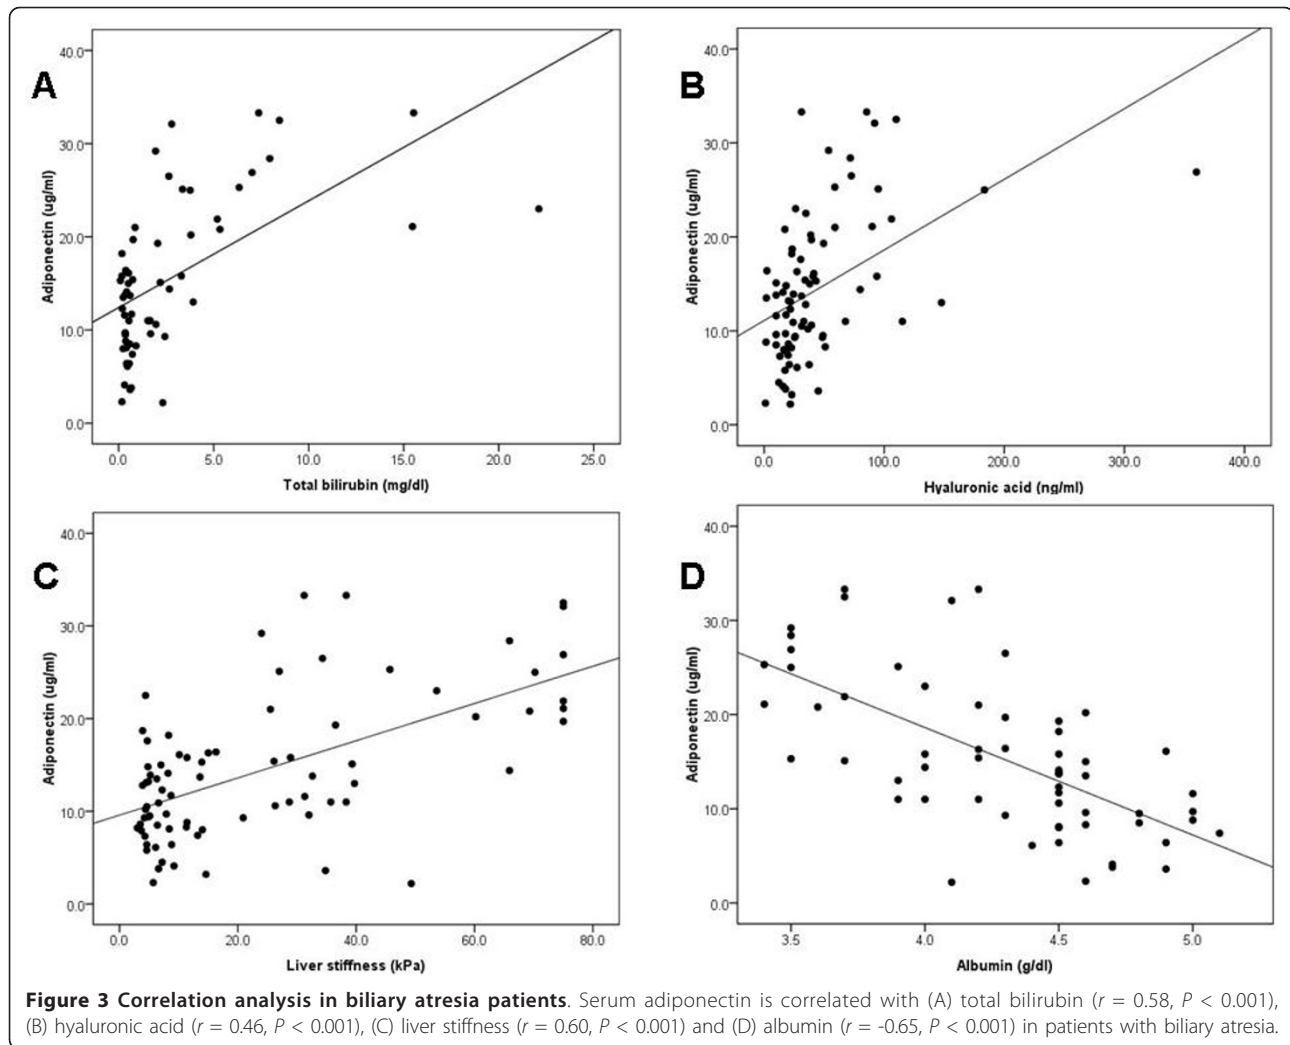 A
40.0
30.0
20.0
10.0
0.0
Adiponectin (ug/ml)
0.0 5.0 10.0 15.0 20.0 25.0
Total bilirubin (mg/dl)
B
40.0
30.0
20.0
10.0
0.0
Adiponectin (ug/ml)
0.0 100.0 200.0 300.0 400.0
Hyaluronic acid (ng/ml)
C
40.0
30.0
20.0
10.0
0.0
Adiponectin (ug/ml)
0.0 20.0 40.0 60.0 80.0
Liver stiffness (kPa)
D
40.0
30.0
20.0
10.0
0.0
Adiponectin (ug/ml)
3.5 4.0 4.5 5.0
Albumin (g/dl)
Figure 3 Correlation analysis in biliary atresia patients. Serum adiponectin is correlated with (A) total bilirubin (r = 0.58, P < 0.001),
(B) hyaluronic acid (r = 0.46, P < 0.001), (C) liver stiffness (r = 0.60, P < 0.001) and (D) albumin (r = -0.65, P < 0.001) in patients with biliary atresia.